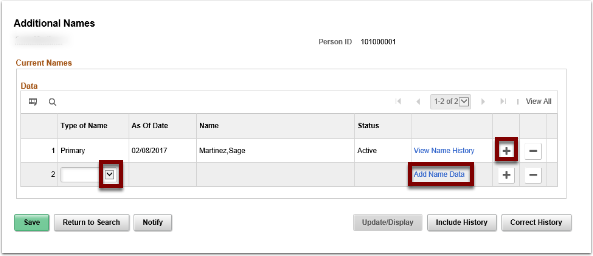 Additional Names
Person ID 101000001
Current Names
Data
1-2 of 2 View All
Type of Name As Of Date Name Status
1 Primary 02/08/2017 Martinez,Sage Active View Name History
2 Add Name Data
Save Return to Search Notify Update/Display Include History Correct History